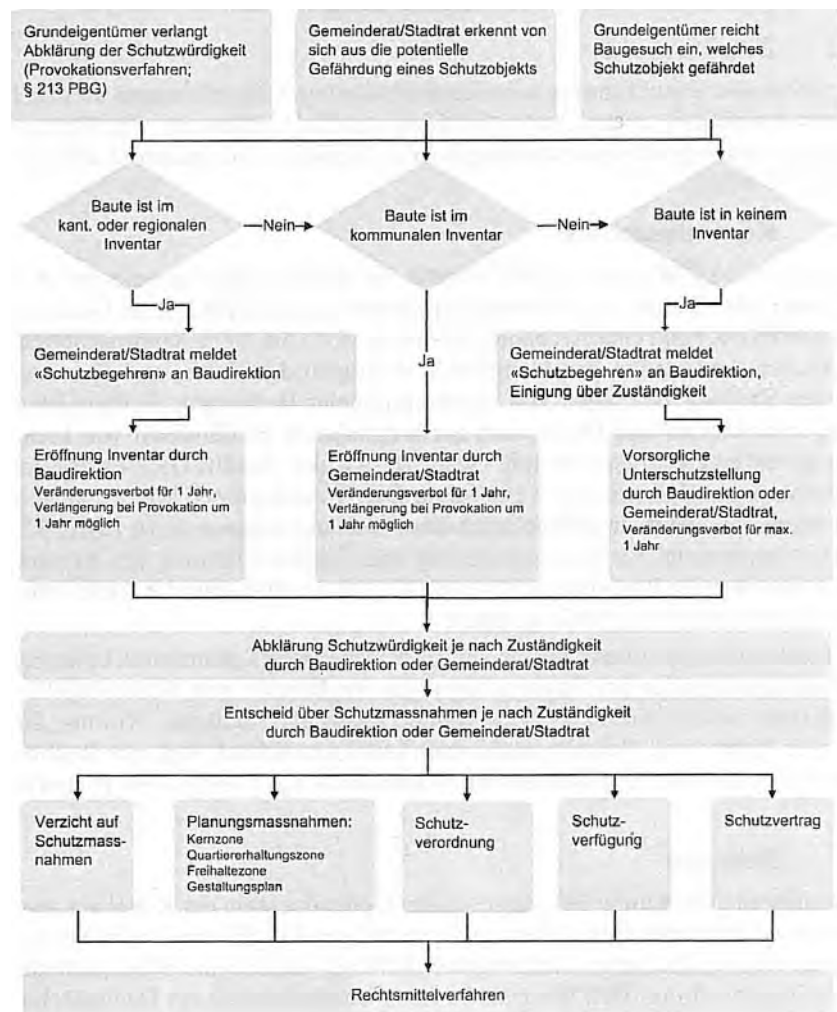 Grundeigentümer verlangt
Abklärung der Schutzwürdigkeit
(Provokationsverfahren;
§ 213 PBG)
Gemeinderat/Stadtrat erkennt von
sich aus die potentielle
Gefährdung eines Schutzobjekts
Grundeigentümer reicht
Baugesuch ein, welches
Schutzobjekt gefährdet
Baute ist im
kant. oder regionalen
Inventar
Nein
Baute ist im
kommunalen Inventar
Nein
Baute ist in keinem
Inventar
Ja
Ja
Ja
Gemeinderat/Stadtrat meldet
«Schutzbegehren» an Baudirektion
Gemeinderat/Stadtrat meldet
«Schutzbegehren» an Baudirektion,
Einigung über Zuständigkeit
Eröffnung Inventar durch
Baudirektion
Veränderungsverbot für 1 Jahr,
Verlängerung bei Provokation um
1 Jahr möglich
Eröffnung Inventar durch
Gemeinderat/Stadtrat
Veränderungsverbot für 1 Jahr,
Verlängerung bei Provokation um
1 Jahr möglich
Vorsorgliche
Unterschutzstellung
durch Baudirektion oder
Gemeinderat/Stadtrat,
Veränderungsverbot für max.
1 Jahr
Abklärung Schutzwürdigkeit je nach Zuständigkeit
durch Baudirektion oder Gemeinderat/Stadtrat
Entscheid über Schutzmassnahmen je nach Zuständigkeit
durch Baudirektion oder Gemeinderat/Stadtrat
Verzicht auf
Schutzmass-
nahmen
Planungsmassnahmen:
Kernzone
Quartiererhaltungszone
Freihaltezone
Gestaltungsplan
Schutz-
verordnung
Schutz-
verfügung
Schutzvertrag
Rechtsmittelverfahren